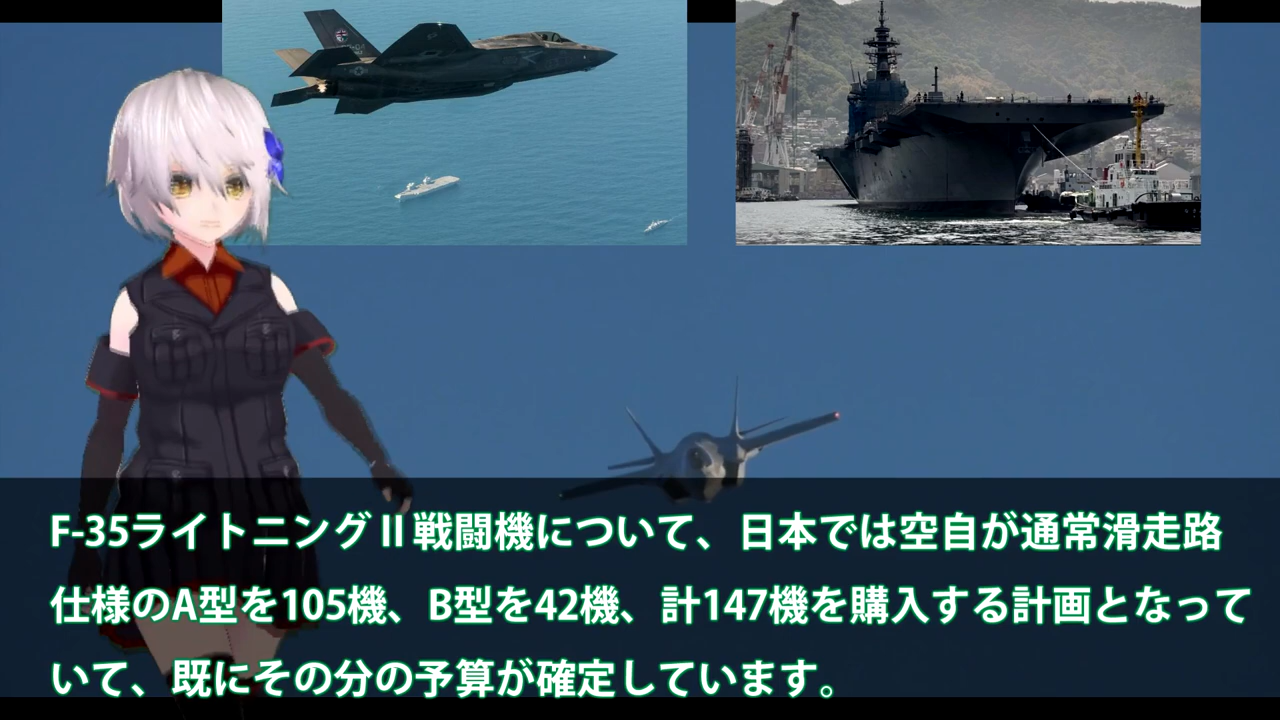 F-35ライトニングⅡ戦闘機について、日本では空自が通常滑走路
仕様のA型を105機、B型を42機、計147機を購入する計画となって
いて、既にその分の予算が確定しています。